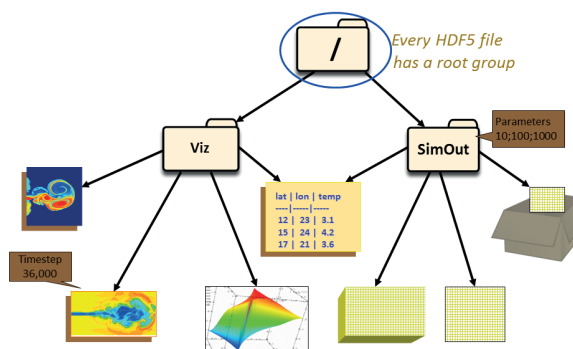 /
Every HDF5 file
has a root group
Parameters
10;100;1000
Viz
SimOut
lat | lon | temp
----|-----|-----
12 | 23 | 3.1
15 | 24 | 4.2
17 | 21 | 3.6
Timestep
36,000